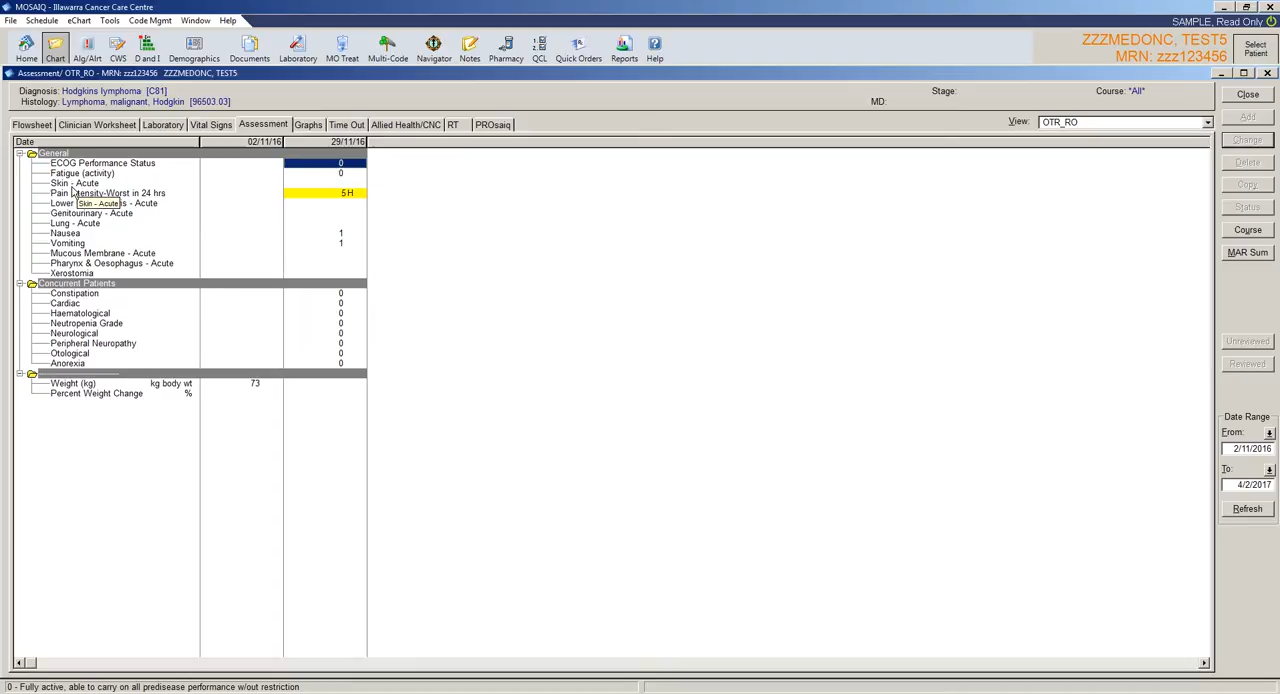 MOSAIQ - Illawarra Cancer Care Centre
File Schedule eChart Tools Code Mgmt Window Help
SAMPLE, Read Only
Home Chart Alg/Alrt CWS D and I Demographics Documents Laboratory MO Treat Multi-Code Navigator Notes Pharmacy QCL Quick Orders Reports Help
ZZZMEDONC, TEST5
MRN: zzz123456
Select Patient
Assessment/ OTR_RO - MRN: zzz123456 ZZZMEDONC, TEST5
Diagnosis: Hodgkins lymphoma [C81] Stage: Course: *All*
Histology: Lymphoma, malignant, Hodgkin [96503.03] MD:
Flowsheet Clinician Worksheet Laboratory Vital Signs Assessment Graphs Time Out Allied Health/CNC RT PROsaiq View: OTR_RO
Date 02/11/16 29/11/16
General
ECOG Performance Status 0
Fatigue (activity) 0
Skin - Acute
Pain Intensity-Worst in 24 hrs 5 H
Lower is - Acute
Skin - Acute
Genitourinary - Acute
Lung - Acute
Nausea 1
Vomiting 1
Mucous Membrane - Acute
Pharynx & Oesophagus - Acute
Xerostomia
Concurrent Patients
Constipation 0
Cardiac 0
Haematological 0
Neutropenia Grade 0
Neurological 0
Peripheral Neuropathy 0
Otological 0
Anorexia 0
Weight (kg) kg body wt 73
Percent Weight Change %
Close
Add
Change
Delete
Copy
Status
Course
MAR Sum
Unreviewed
Reviewed
Date Range
From:
2/11/2016
To:
4/2/2017
Refresh
0 - Fully active, able to carry on all predisease performance w/out restriction